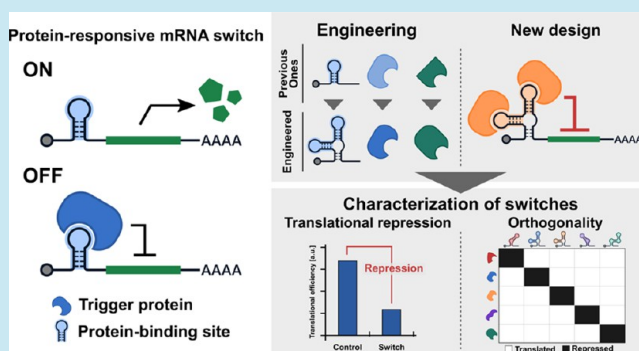 Protein-responsive mRNA switch
ON
AAAA
OFF
AAAA
Trigger protein
Protein-binding site
Engineering
Previous
Ones
Engineered
New design
AAAA
Characterization of switches
Translational repression
Translational efficiency [a.u.]
Repression
Control
Switch
Orthogonality
Translated
Repressed